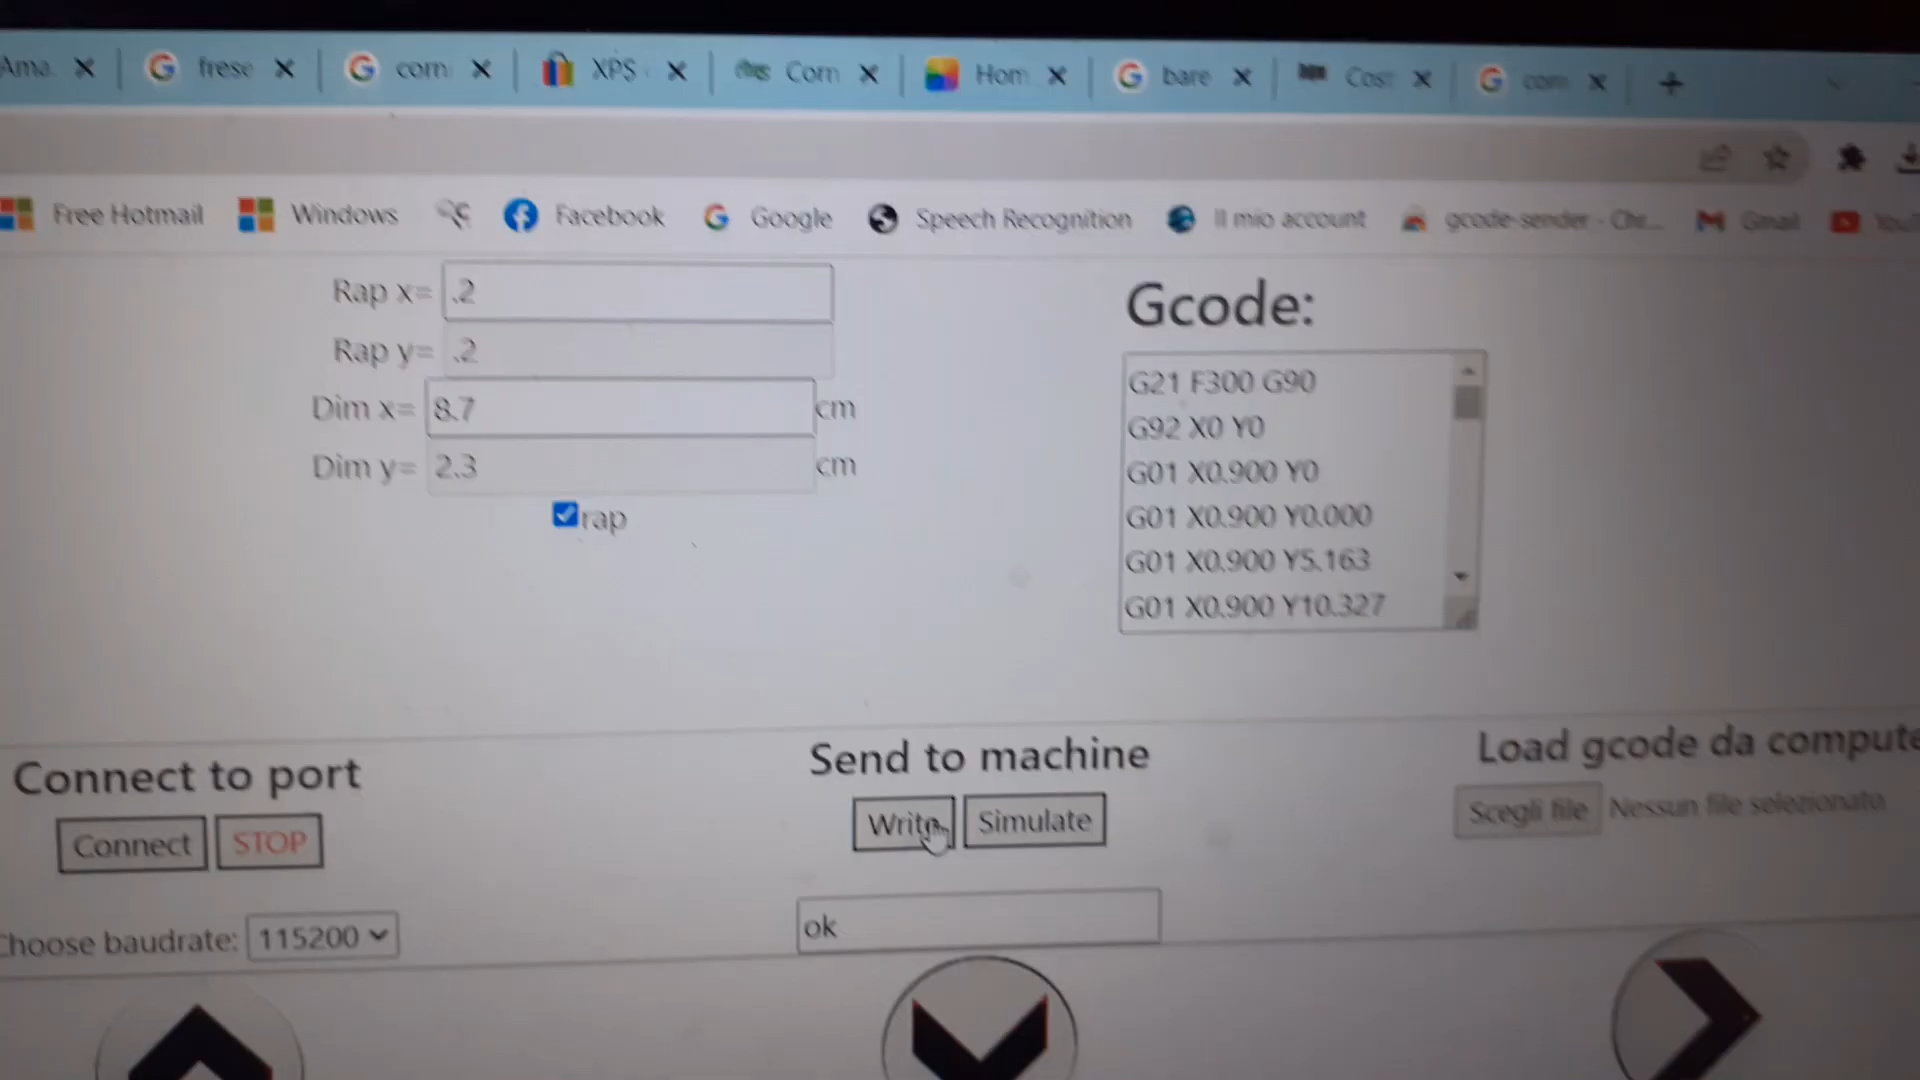 Ama
frese
com
XPS
Corn
Hom
bare
Cost
com
Free Hotmail
Windows
Facebook
Google
Speech Recognition
Il mio account
gcode-sender - Chr...
Gmail
Rap x= .2
Rap y= .2
Dim x= 8.7 cm
Dim y= 2.3 cm
rap
Gcode:
G21 F300 G90
G92 X0 Y0
G01 X0.900 Y0
G01 X0.900 Y0.000
G01 X0.900 Y5.163
G01 X0.900 Y10.327
Connect to port
Connect
STOP
Choose baudrate: 115200
Send to machine
Write
Simulate
ok
Load gcode da compute
Scegli file
Nessun file selezionato